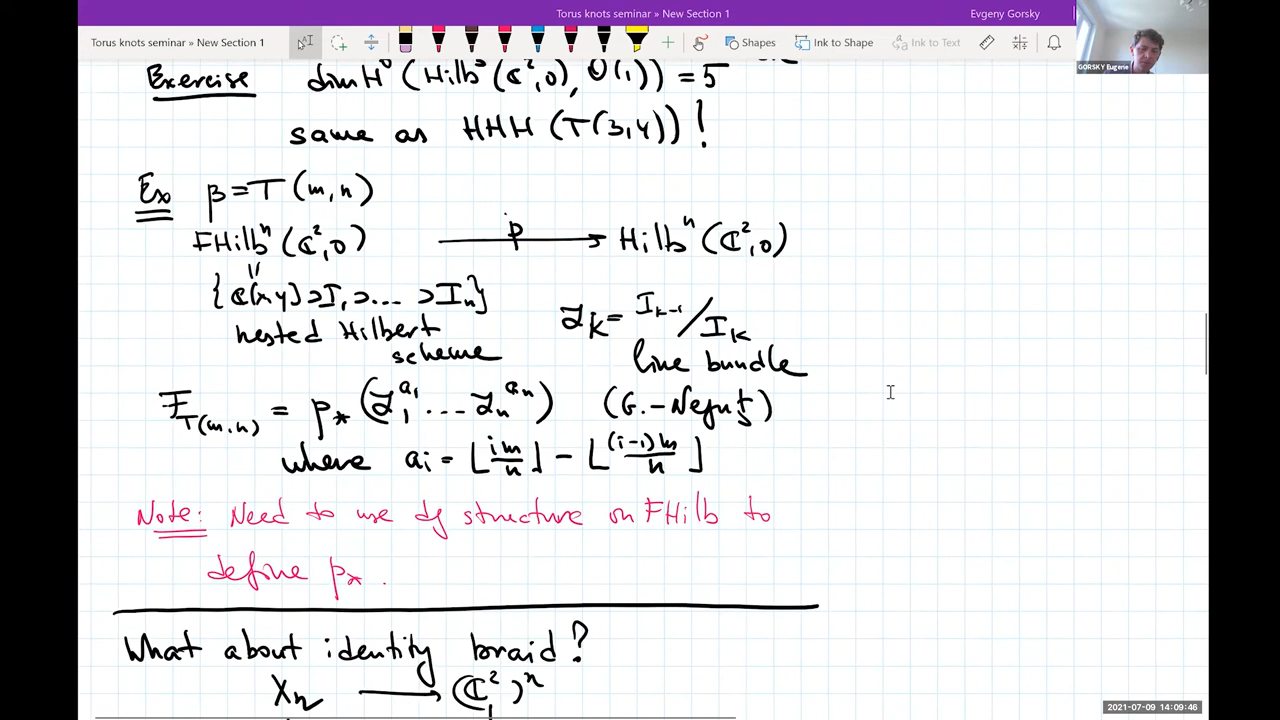 Torus knots seminar » New Section 1
Evgeny Gorsky
Torus knots seminar » New Section 1
Shapes
Ink to Shape
Ink to Text
GORSKY Eugene
Exercise dim H⁰(Hilb³(ℂ²,0), O(1)) = 5
same as HHH(T(3,4))!
Ex β = T(m,n)
FHilbⁿ(ℂ²,0) —p→ Hilbⁿ(ℂ²,0)
{ℂ[x,y] ⊃ I₁ ⊃ ... ⊃ Iₙ}
nested Hilbert scheme
ℒₖ = Iₖ₋₁/Iₖ
line bundle
ℱ_T(m,n) = p_*(ℒ₁^a₁ ... ℒₙ^aₙ) (G.-Neguț)
where aᵢ = ⌊im/n⌋ - ⌊(i-1)m/n⌋
Note: Need to use dg structure on FHilb to
define p_*.
What about identity braid?
Xₙ → (ℂ²)ⁿ
2021-07-09 14:09:46